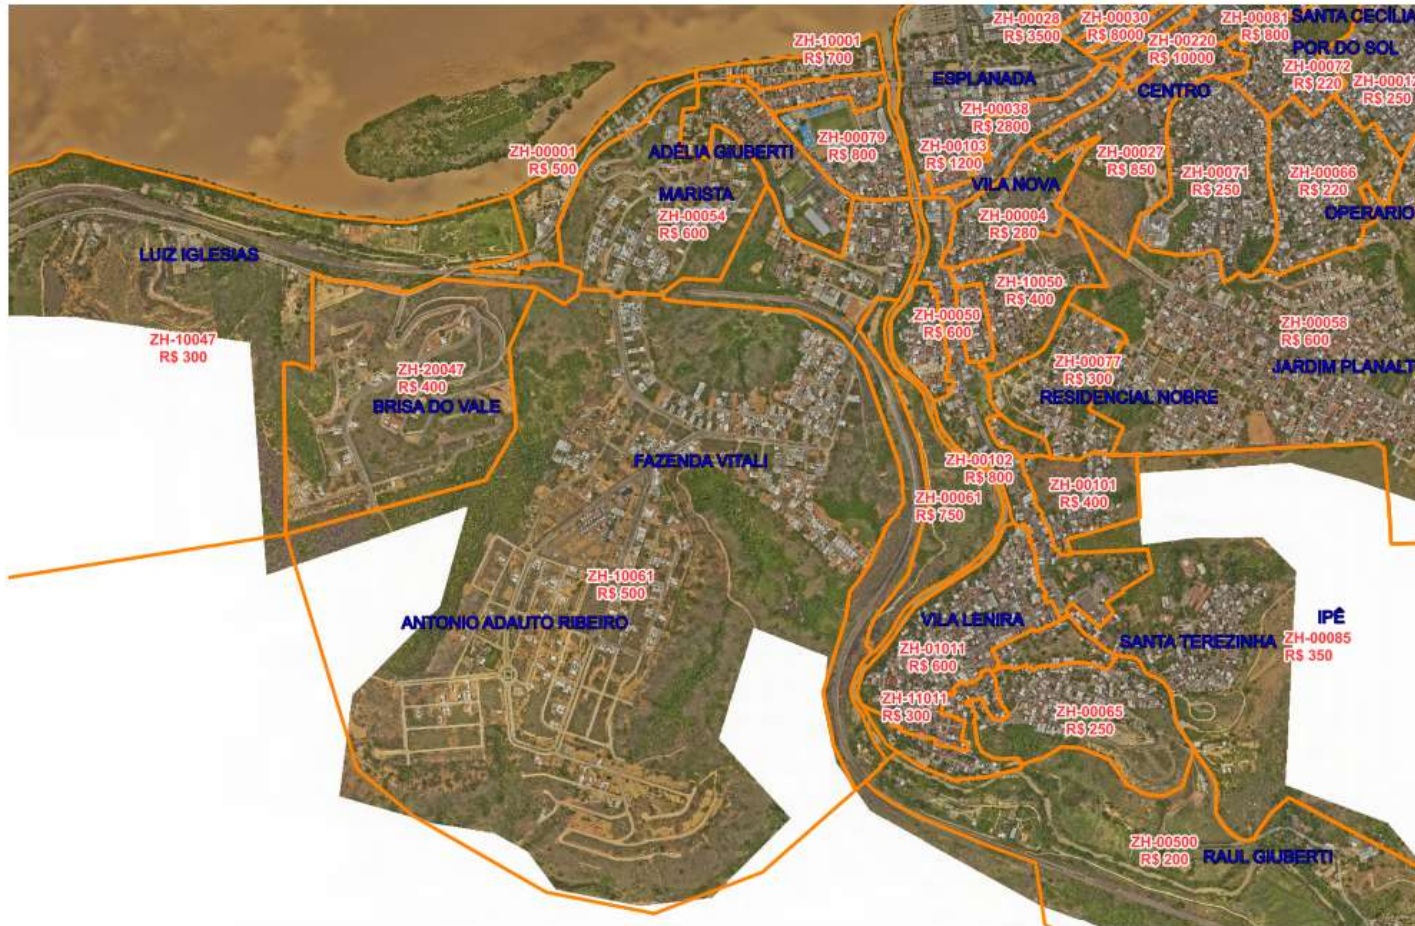 ZH-00028
R$ 3500
ZH-00030
R$ 8000
ZH-00081
R$ 800
SANTA CECÍLIA
ZH-10001
R$ 700
ZH-00220
R$ 10000
POR DO SOL
ZH-00072
R$ 220
ESPLANADA
CENTRO
R$ 250
ZH-00038
R$ 2800
ZH-00001
R$ 500
ADÉLIA GIUBERTI
ZH-00079
R$ 800
ZH-00103
R$ 1200
ZH-00027
R$ 850
ZH-00071
R$ 250
ZH-00066
R$ 220
VILA NOVA
MARISTA
ZH-00054
R$ 600
ZH-00004
R$ 280
OPERARIO
LUIZ IGLESIAS
ZH-10050
R$ 400
ZH-00050
R$ 600
ZH-00058
R$ 600
ZH-10047
R$ 300
ZH-20047
R$ 400
BRISA DO VALE
ZH-00077
R$ 300
JARDIM PLANALT
RESIDENCIAL NOBRE
FAZENDA VITALI
ZH-00102
R$ 800
ZH-00061
R$ 750
ZH-00101
R$ 400
ZH-10061
R$ 500
ANTONIO ADAUTO RIBEIRO
VILA LENIRA
IPÊ
SANTA TEREZINHA
ZH-00085
R$ 350
ZH-01011
R$ 600
ZH-11011
R$ 300
ZH-00065
R$ 250
ZH-00500
R$ 200
RAUL GIUBERTI